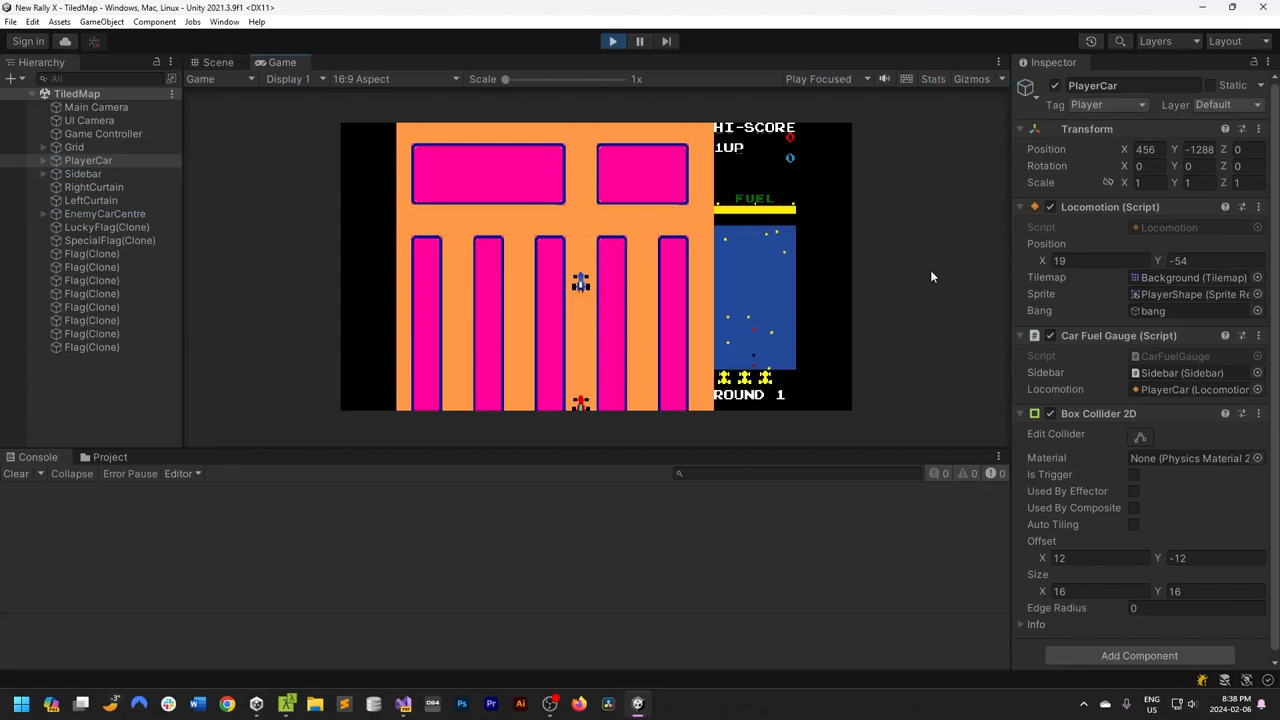 New Rally X - TiledMap - Windows, Mac, Linux - Unity 2021.3.9f1 <DX11>
File Edit Assets GameObject Component Jobs Window Help
Sign in
Layers
Layout
Hierarchy
All
TiledMap
Main Camera
UI Camera
Game Controller
Grid
PlayerCar
Sidebar
RightCurtain
LeftCurtain
EnemyCarCentre
LuckyFlag(Clone)
SpecialFlag(Clone)
Flag(Clone)
Flag(Clone)
Flag(Clone)
Flag(Clone)
Flag(Clone)
Flag(Clone)
Flag(Clone)
Flag(Clone)
Scene
Game
Game
Display 1
16:9 Aspect
Scale
1x
Play Focused
Stats
Gizmos
HI-SCORE
0
1UP
0
FUEL
ROUND 1
Console
Project
Clear
Collapse
Error Pause
Editor
0
0
0
Inspector
PlayerCar
Static
Tag Player
Layer Default
Transform
Position X 456 Y -1288 Z 0
Rotation X 0 Y 0 Z 0
Scale X 1 Y 1 Z 1
Locomotion (Script)
Script Locomotion
Position
X 19 Y -54
Tilemap Background (Tilemap)
Sprite PlayerShape (Sprite Re
Bang bang
Car Fuel Gauge (Script)
Script CarFuelGauge
Sidebar Sidebar (Sidebar)
Locomotion PlayerCar (Locomotion
Box Collider 2D
Edit Collider
Material None (Physics Material 2
Is Trigger
Used By Effector
Used By Composite
Auto Tiling
Offset
X 12 Y -12
Size
X 16 Y 16
Edge Radius 0
Info
Add Component
CG4
ENG
US
8:38 PM
2024-02-06